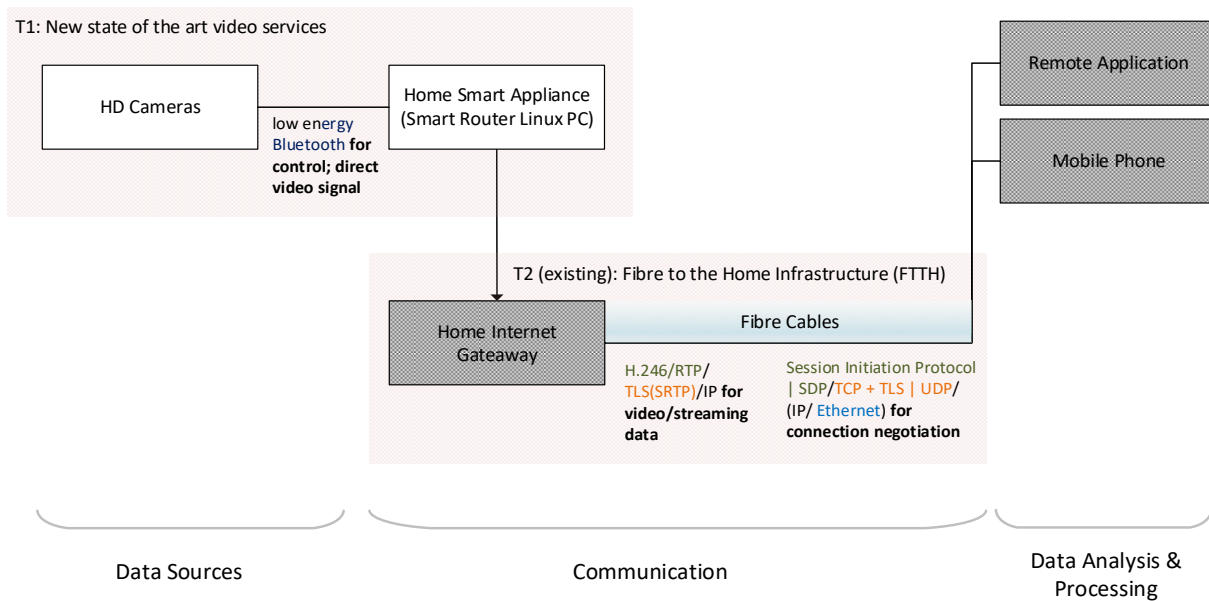 T1: New state of the art video services
HD Cameras
low energy
Bluetooth for
control; direct
video signal
Home Smart Appliance
(Smart Router Linux PC)
Remote Application
Mobile Phone
T2 (existing): Fibre to the Home Infrastructure (FTTH)
Home Internet
Gateaway
Fibre Cables
H.246/RTP/
TLS(SRTP)/IP for
video/streaming
data
Session Initiation Protocol
| SDP/TCP + TLS | UDP/
(IP/ Ethernet) for
connection negotiation
Data Sources
Communication
Data Analysis &
Processing